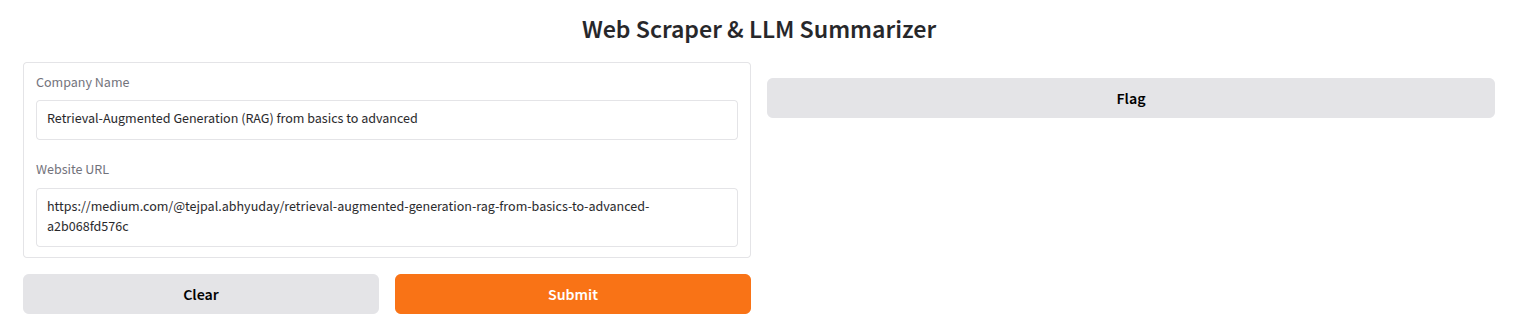 Web Scraper & LLM Summarizer
Company Name
Retrieval-Augmented Generation (RAG) from basics to advanced
Website URL
https://medium.com/@tejpal.abhyuday/retrieval-augmented-generation-rag-from-basics-to-advanced-
a2b068fd576c
Clear
Submit
Flag